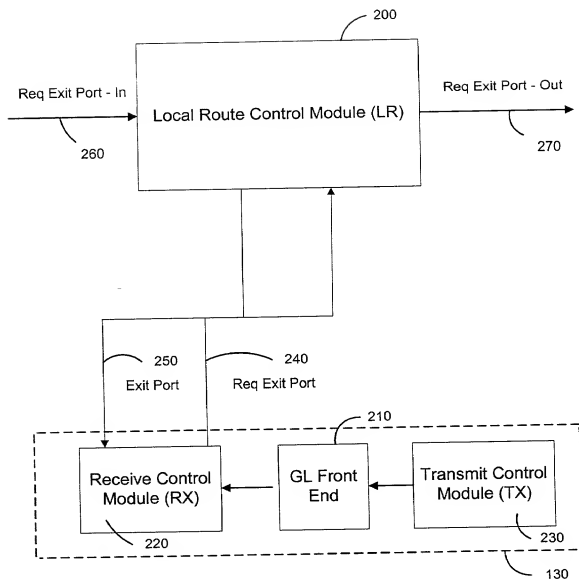 200
Req Exit Port - In
Local Route Control Module (LR)
Req Exit Port - Out
260
270
250
240
Exit Port
Req Exit Port
210
Receive Control
Module (RX)
GL Front
End
Transmit Control
Module (TX)
220
230
130